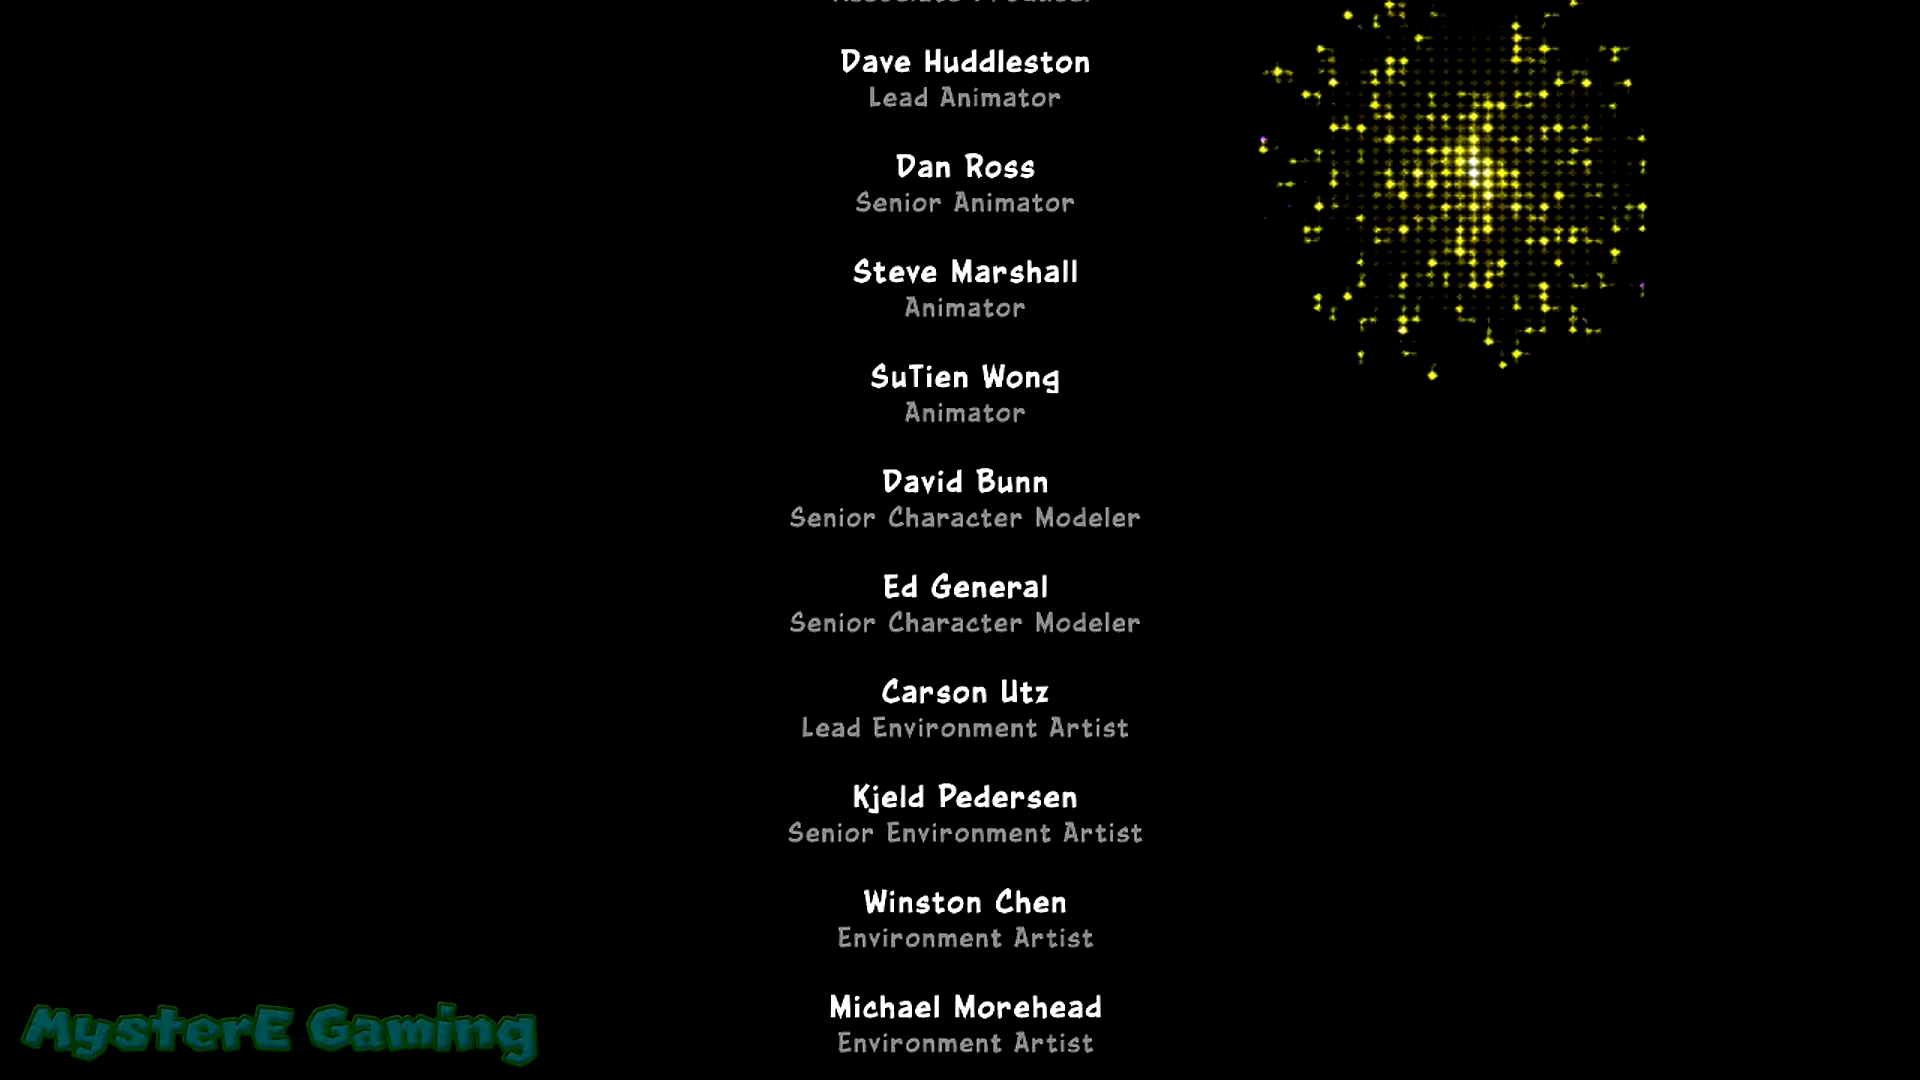 Associate Producer
Dave Huddleston
Lead Animator
Dan Ross
Senior Animator
Steve Marshall
Animator
SuTien Wong
Animator
David Bunn
Senior Character Modeler
Ed General
Senior Character Modeler
Carson Utz
Lead Environment Artist
Kjeld Pedersen
Senior Environment Artist
Winston Chen
Environment Artist
Michael Morehead
Environment Artist
MysterE Gaming